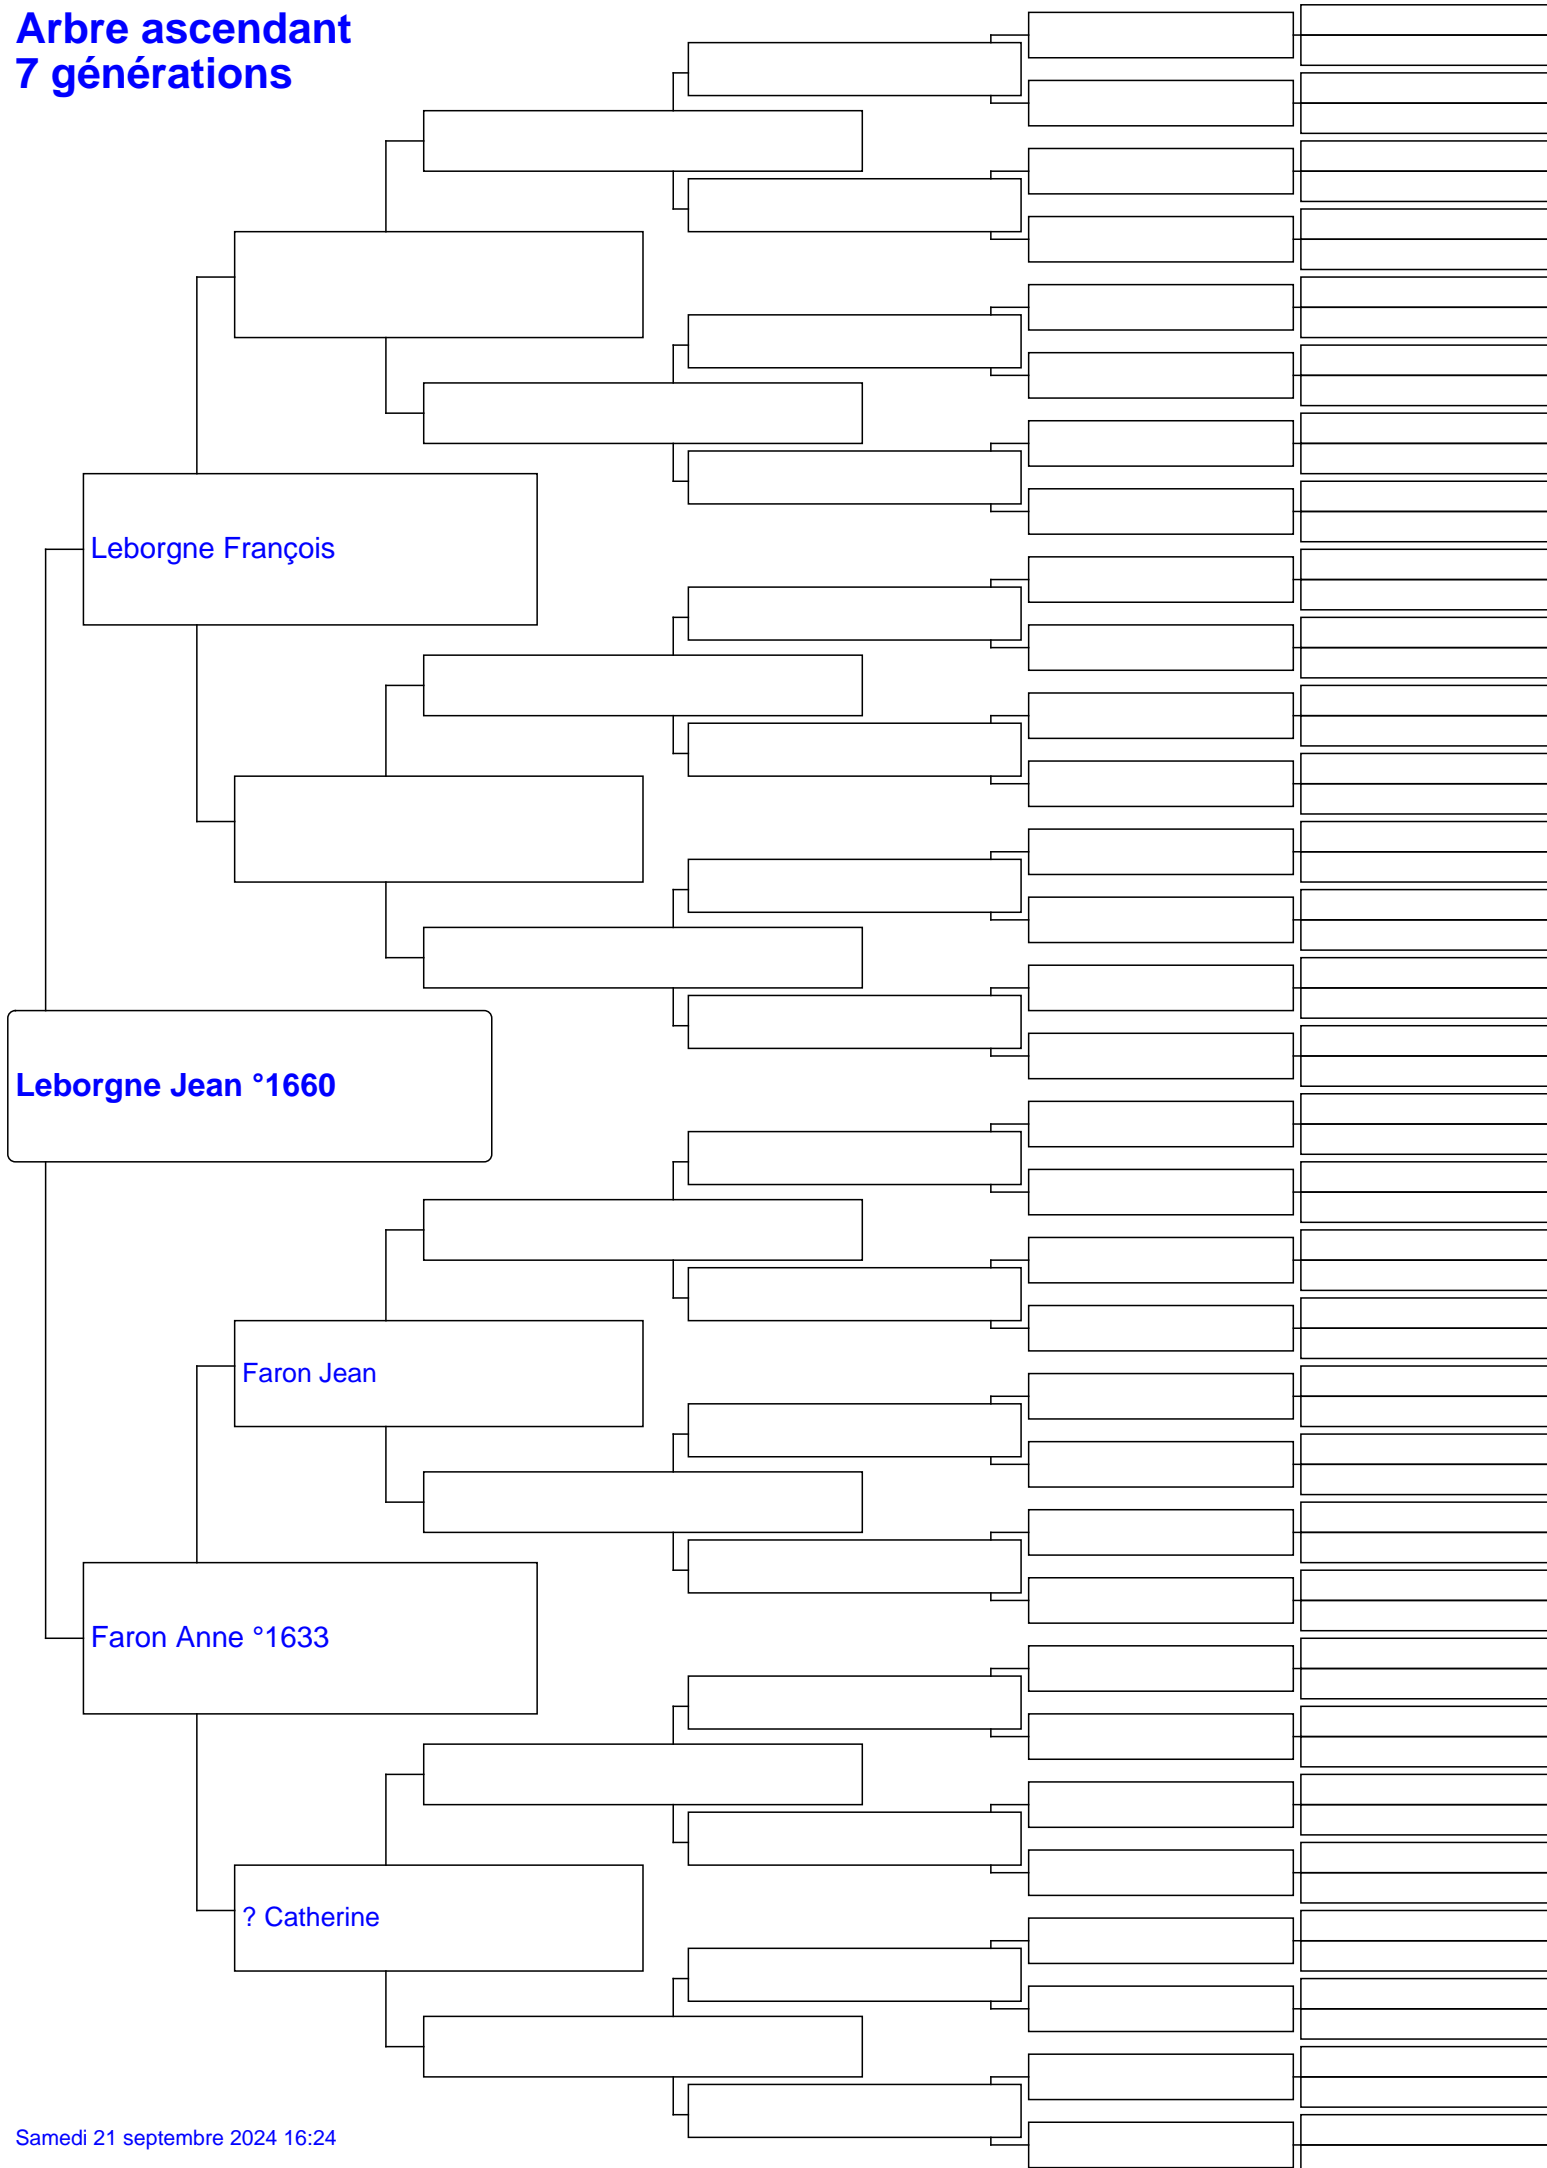 Arbre ascendant
7 générations
Leborgne François
Leborgne Jean °1660
Faron Jean
Faron Anne °1633
? Catherine
Samedi 21 septembre 2024 16:24